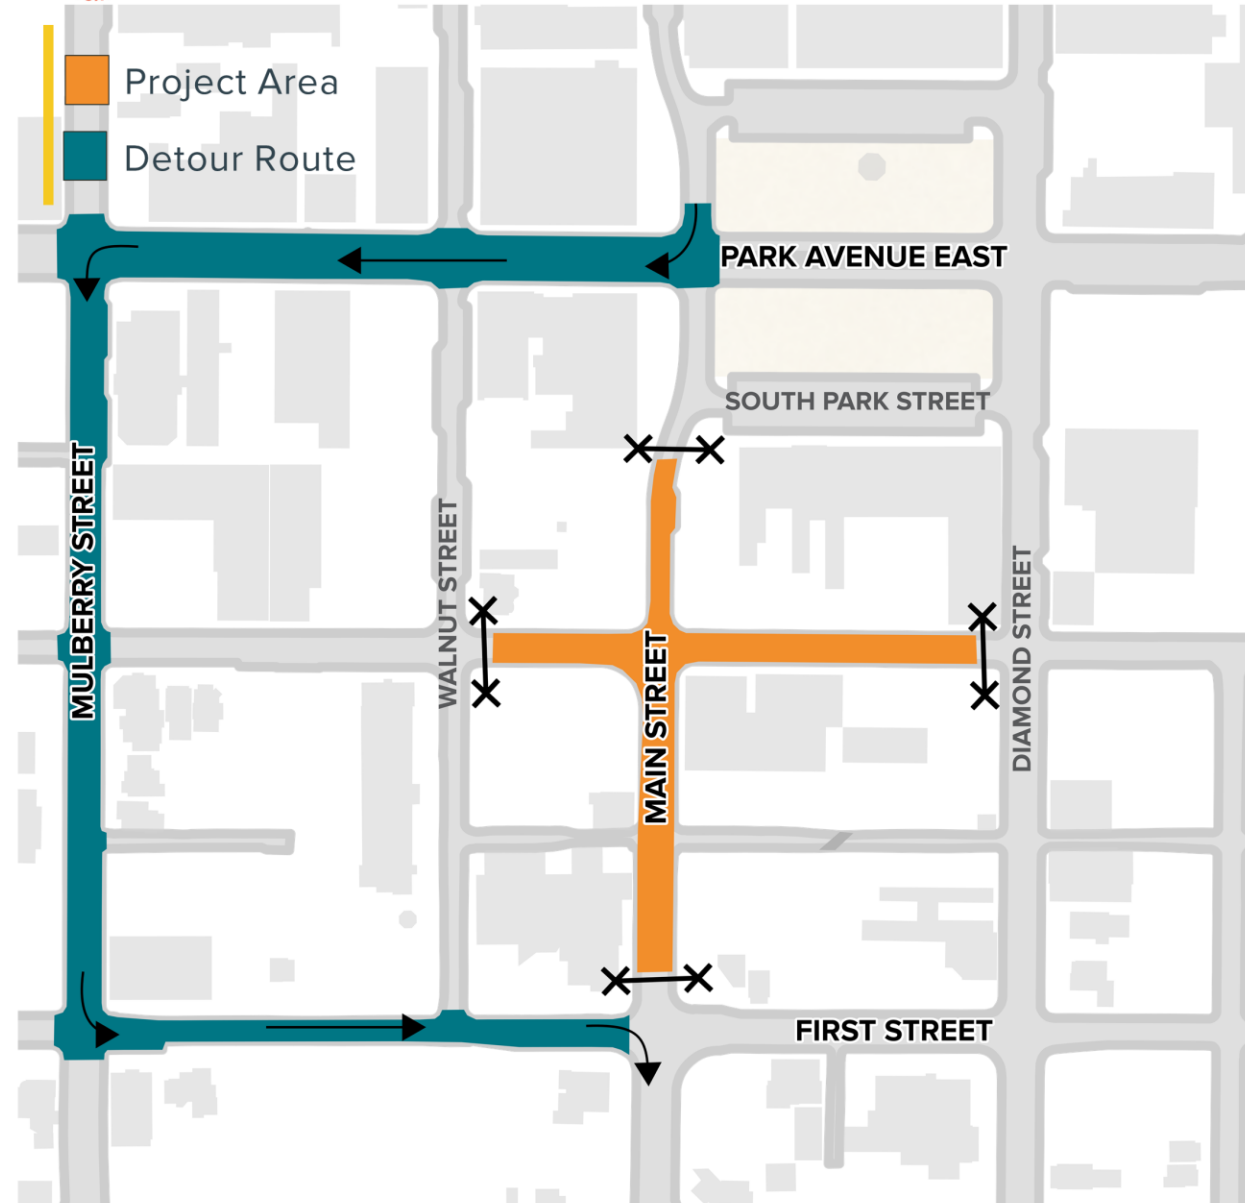 Project Area
Detour Route
PARK AVENUE EAST
SOUTH PARK STREET
MULBERRY STREET
WALNUT STREET
MAIN STREET
DIAMOND STREET
FIRST STREET